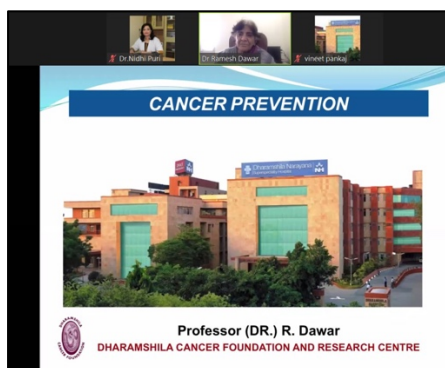 Dr.Nidhi Puri
Dr Ramesh Dawar
vineet pankaj
CANCER PREVENTION
Dharamshila Narayana
Professor (DR.) R. Dawar
DHARAMSHILA CANCER FOUNDATION AND RESEARCH CENTRE